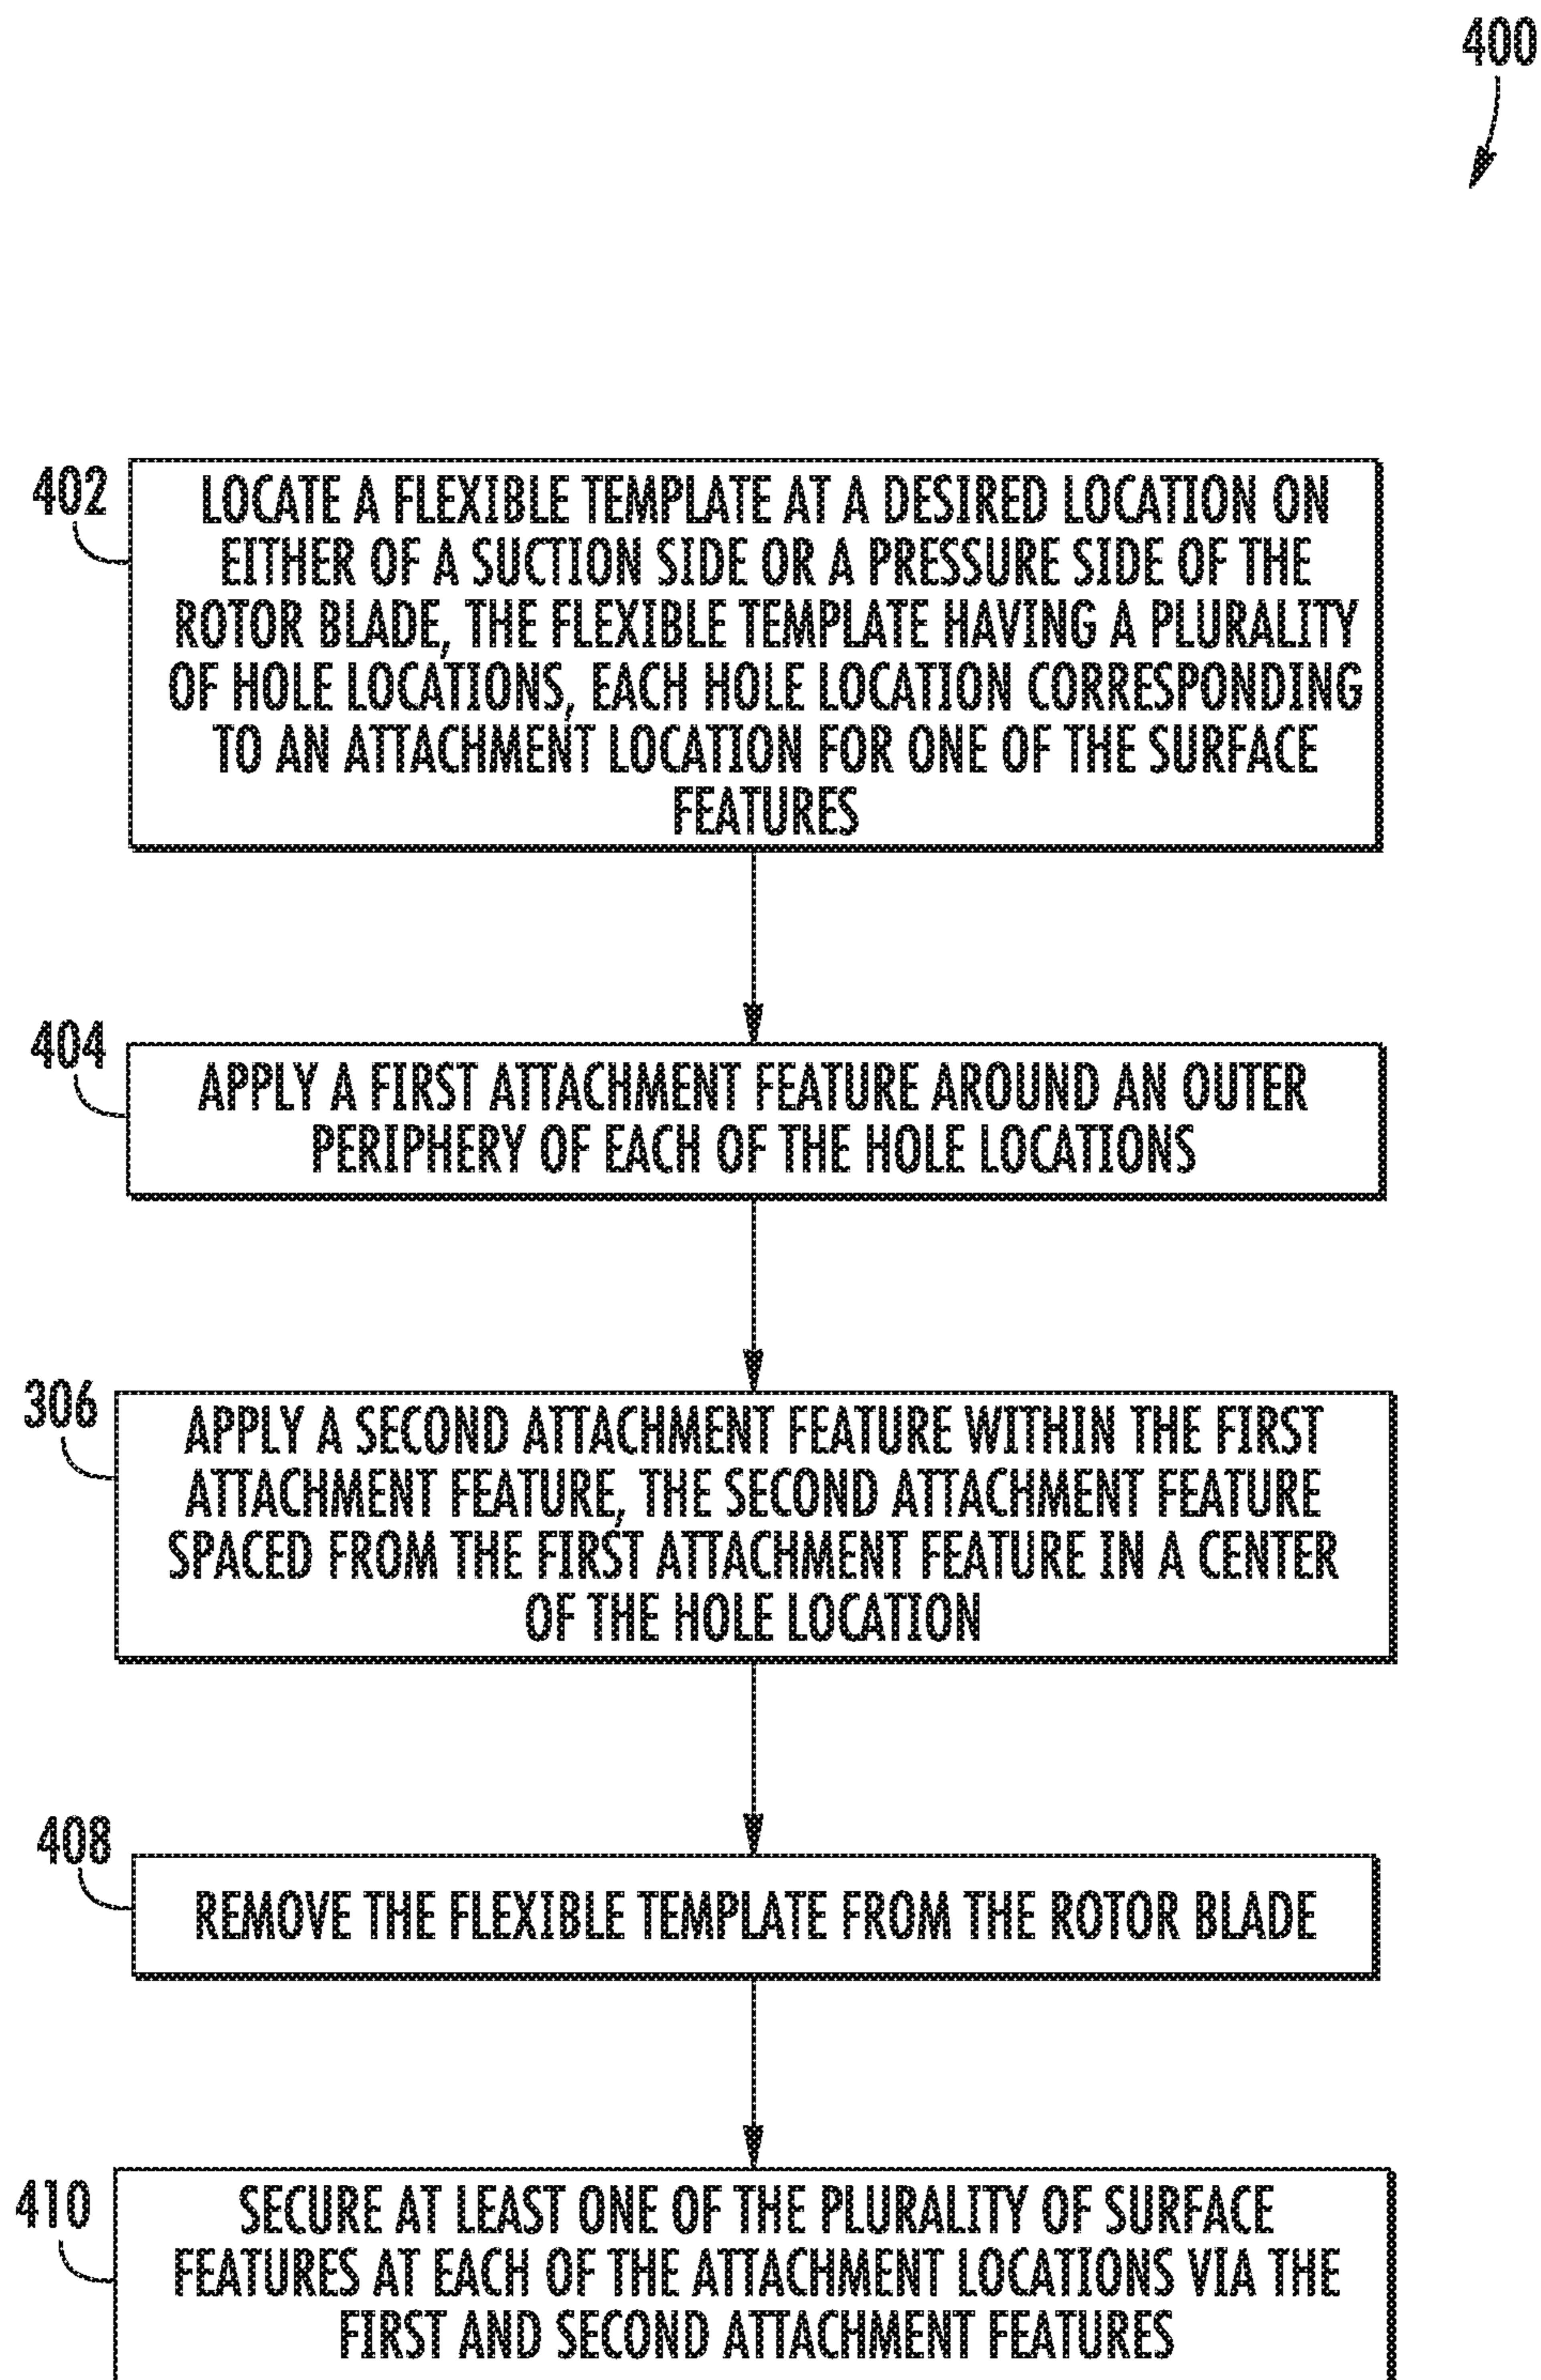 400
402
LOCATE A FLEXIBLE TEMPLATE AT A DESIRED LOCATION ON
EITHER OF A SUCTION SIDE OR A PRESSURE SIDE OF THE
ROTOR BLADE, THE FLEXIBLE TEMPLATE HAVING A PLURALITY
OF HOLE LOCATIONS, EACH HOLE LOCATION CORRESPONDING
TO AN ATTACHMENT LOCATION FOR ONE OF THE SURFACE
FEATURES
404
APPLY A FIRST ATTACHMENT FEATURE AROUND AN OUTER
PERIPHERY OF EACH OF THE HOLE LOCATIONS
306
APPLY A SECOND ATTACHMENT FEATURE WITHIN THE FIRST
ATTACHMENT FEATURE, THE SECOND ATTACHMENT FEATURE
SPACED FROM THE FIRST ATTACHMENT FEATURE IN A CENTER
OF THE HOLE LOCATION
408
REMOVE THE FLEXIBLE TEMPLATE FROM THE ROTOR BLADE
410
SECURE AT LEAST ONE OF THE PLURALITY OF SURFACE
FEATURES AT EACH OF THE ATTACHMENT LOCATIONS VIA THE
FIRST AND SECOND ATTACHMENT FEATURES